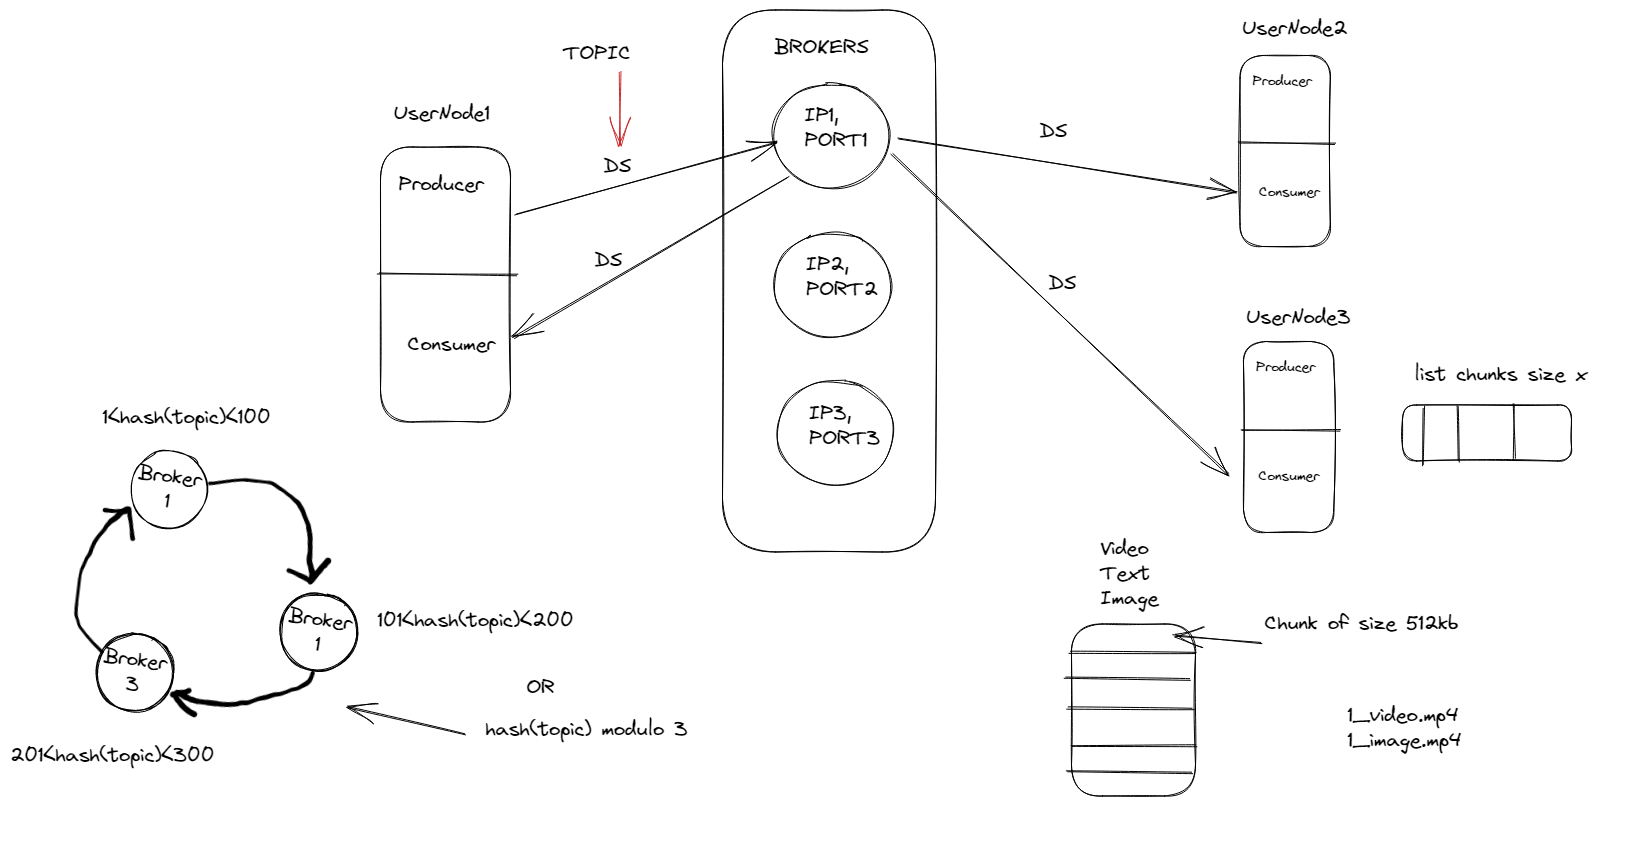 UserNode2
BROKERS
TOPIC
Producer
UserNode1
IP1,
PORT1
DS
DS
Producer
Consumer
DS
IP2,
PORT2
DS
UserNode3
Consumer
Producer
list chunks size x
1<hash(topic)<100
IP3,
PORT3
Broker
1
Consumer
Video
Text
Image
Broker
1
101<hash(topic)<200
Chunk of size 512kb
Broker
3
OR
hash(topic) modulo 3
1_video.mp4
1_image.mp4
201<hash(topic)<300